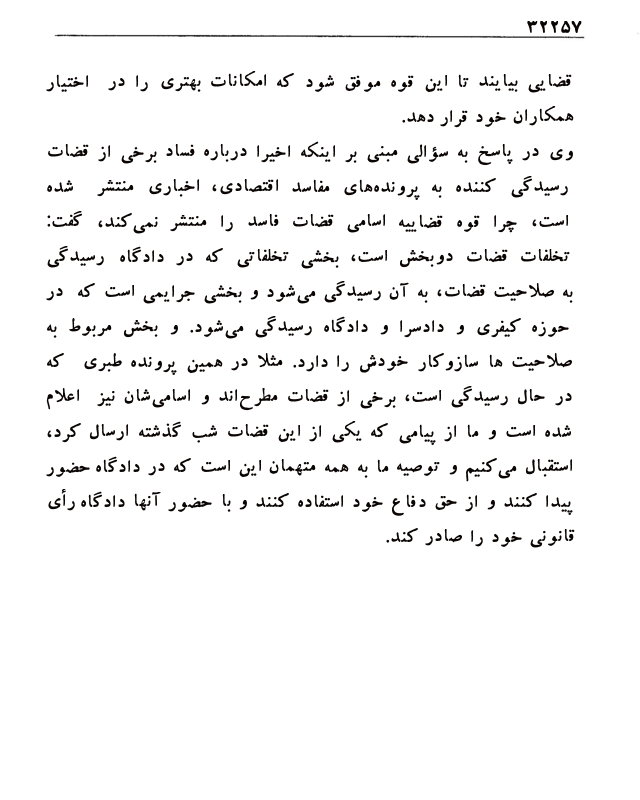 ۳۲۲۵۷
قضایی بیایند تا این قوه موفق شود که امکانات بهتری را در اختیار
همکاران خود قرار دهد.
وی در پاسخ به سؤالی مبنی بر اینکه اخیرا درباره فساد برخی از قضات
رسیدگی کننده به پرونده‌های مفاسد اقتصادی، اخباری منتشر شده
است، چرا قوه قضاییه اسامی قضات فاسد را منتشر نمی‌کند، گفت:
تخلفات قضات دوبخش است، بخشی تخلفاتی که در دادگاه رسیدگی
به صلاحیت قضات، به آن رسیدگی می‌شود و بخشی جرایمی است که در
حوزه کیفری و دادسرا و دادگاه رسیدگی می‌شود. و بخش مربوط به
صلاحیت ها سازوکار خودش را دارد. مثلا در همین پرونده طبری که
در حال رسیدگی است، برخی از قضات مطرح‌اند و اسامی‌شان نیز اعلام
شده است و ما از پیامی که یکی از این قضات شب گذشته ارسال کرد،
استقبال می‌کنیم و توصیه ما به همه متهمان این است که در دادگاه حضور
پیدا کنند و از حق دفاع خود استفاده کنند و با حضور آنها دادگاه رأی
قانونی خود را صادر کند.